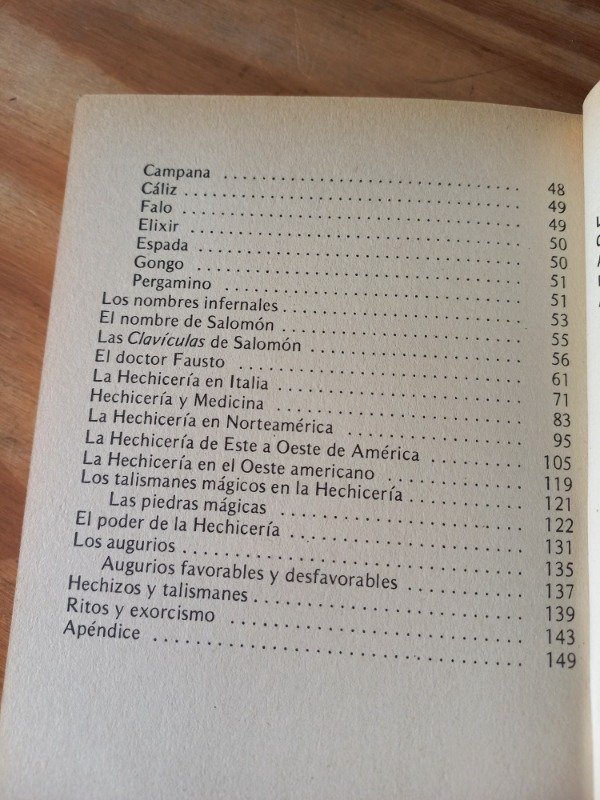 Campana ........ 48
Cáliz ........ 49
Falo ........ 49
Elixir ........ 50
Espada ........ 50
Gongo ........ 51
Pergamino ........ 51
Los nombres infernales ........ 53
El nombre de Salomón ........ 55
Las Clavículas de Salomón ........ 56
El doctor Fausto ........ 61
La Hechicería en Italia ........ 71
Hechicería y Medicina ........ 83
La Hechicería en Norteamérica ........ 95
La Hechicería de Este a Oeste de América ........ 105
La Hechicería en el Oeste americano ........ 119
Los talismanes mágicos en la Hechicería ........ 121
Las piedras mágicas ........ 122
El poder de la Hechicería ........ 131
Los augurios ........ 135
Augurios favorables y desfavorables ........ 137
Hechizos y talismanes ........ 139
Ritos y exorcismo ........ 143
Apéndice ........ 149